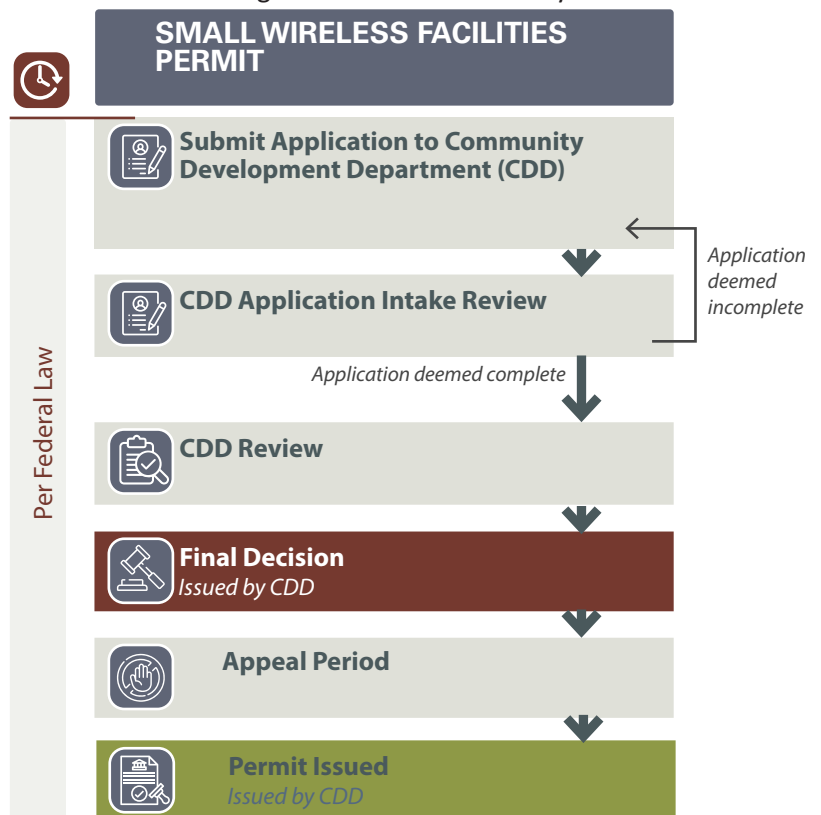 SMALL WIRELESS FACILITIES
PERMIT
Submit Application to Community
Development Department (CDD)
Application
deemed
incomplete
CDD Application Intake Review
Application deemed complete
Per Federal Law
CDD Review
Final Decision
Issued by CDD
Appeal Period
Permit Issued
Issued by CDD